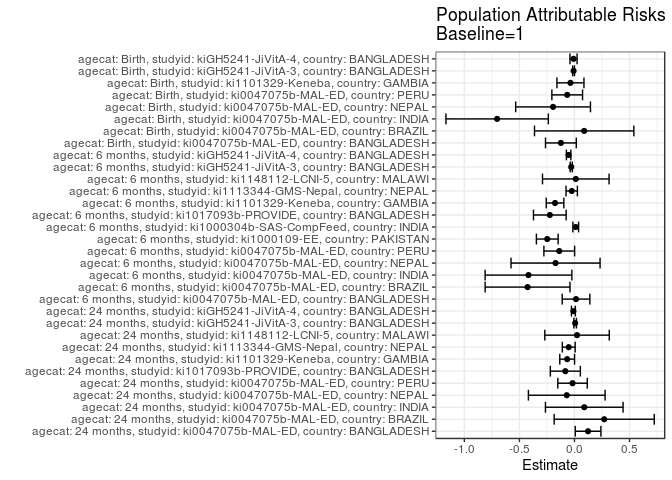 Population Attributable Risks
Baseline=1
agecat: Birth, studyid: kiGH5241-JiVitA-4, country: BANGLADESH
agecat: Birth, studyid: kiGH5241-JiVitA-3, country: BANGLADESH
agecat: Birth, studyid: ki1101329-Keneba, country: GAMBIA
agecat: Birth, studyid: ki0047075b-MAL-ED, country: PERU
agecat: Birth, studyid: ki0047075b-MAL-ED, country: NEPAL
agecat: Birth, studyid: ki0047075b-MAL-ED, country: INDIA
agecat: Birth, studyid: ki0047075b-MAL-ED, country: BRAZIL
agecat: Birth, studyid: ki0047075b-MAL-ED, country: BANGLADESH
agecat: 6 months, studyid: kiGH5241-JiVitA-4, country: BANGLADESH
agecat: 6 months, studyid: kiGH5241-JiVitA-3, country: BANGLADESH
agecat: 6 months, studyid: ki1148112-LCNI-5, country: MALAWI
agecat: 6 months, studyid: ki1113344-GMS-Nepal, country: NEPAL
agecat: 6 months, studyid: ki1101329-Keneba, country: GAMBIA
agecat: 6 months, studyid: ki1017093b-PROVIDE, country: BANGLADESH
agecat: 6 months, studyid: ki1000304b-SAS-CompFeed, country: INDIA
agecat: 6 months, studyid: ki1000109-EE, country: PAKISTAN
agecat: 6 months, studyid: ki0047075b-MAL-ED, country: PERU
agecat: 6 months, studyid: ki0047075b-MAL-ED, country: NEPAL
agecat: 6 months, studyid: ki0047075b-MAL-ED, country: INDIA
agecat: 6 months, studyid: ki0047075b-MAL-ED, country: BRAZIL
agecat: 6 months, studyid: ki0047075b-MAL-ED, country: BANGLADESH
agecat: 24 months, studyid: kiGH5241-JiVitA-4, country: BANGLADESH
agecat: 24 months, studyid: kiGH5241-JiVitA-3, country: BANGLADESH
agecat: 24 months, studyid: ki1148112-LCNI-5, country: MALAWI
agecat: 24 months, studyid: ki1113344-GMS-Nepal, country: NEPAL
agecat: 24 months, studyid: ki1101329-Keneba, country: GAMBIA
agecat: 24 months, studyid: ki1017093b-PROVIDE, country: BANGLADESH
agecat: 24 months, studyid: ki0047075b-MAL-ED, country: PERU
agecat: 24 months, studyid: ki0047075b-MAL-ED, country: NEPAL
agecat: 24 months, studyid: ki0047075b-MAL-ED, country: INDIA
agecat: 24 months, studyid: ki0047075b-MAL-ED, country: BRAZIL
agecat: 24 months, studyid: ki0047075b-MAL-ED, country: BANGLADESH
-1.0 -0.5 0.0 0.5
Estimate